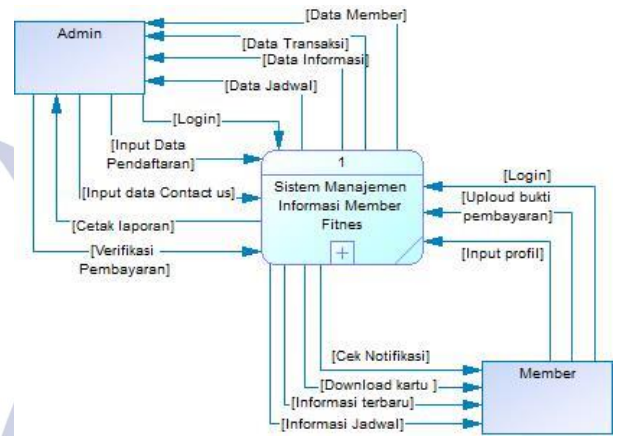 [Data Member]
Admin
[Data Transaksi]
[Data Informasi]
[Data Jadwal]
[Login]
[Input Data
Pendaftaran]
1
Sistem Manajemen
Informasi Member
Fitnes
[Input data Contact us]
[Cetak laporan]
[Verifikasi
Pembayaran]
[Login]
[Uploud bukti
pembayaran]
[Input profil]
[Cek Notifikasi]
Member
[Download kartu ]
[Informasi terbaru]
[Informasi Jadwal]